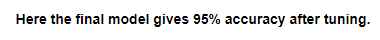 Here the final model gives 95% accuracy after tuning.